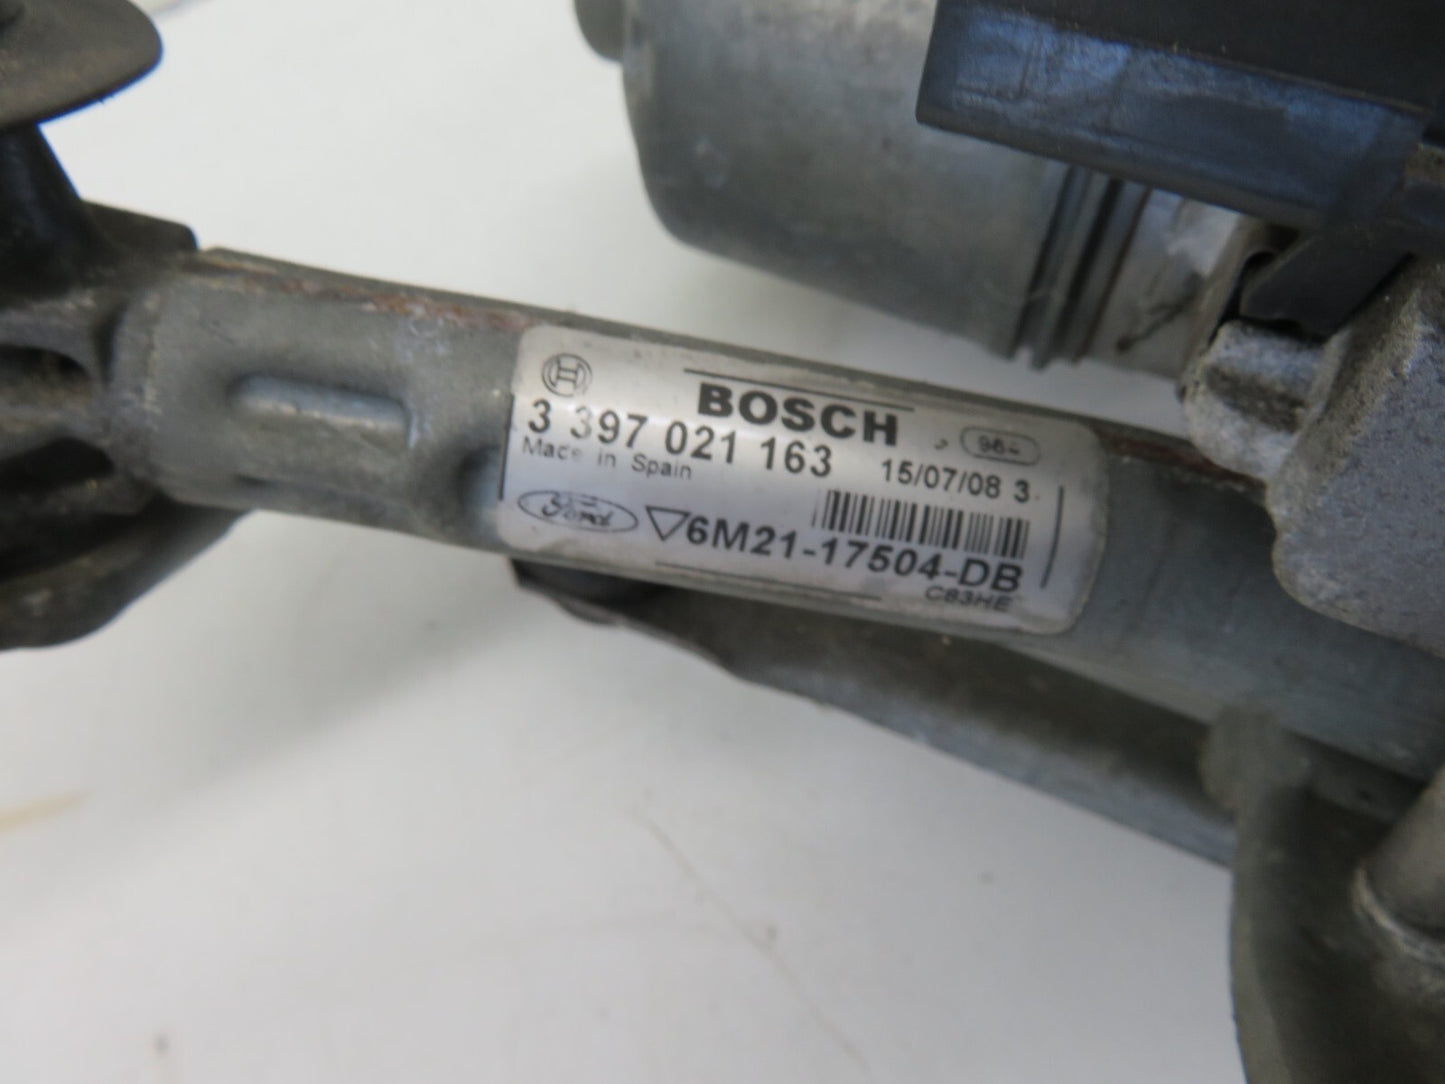 BOSCH
3 397 021 163 15/07/08 3
Made in Spain
Ford 6M21-17504-DB
C83HE